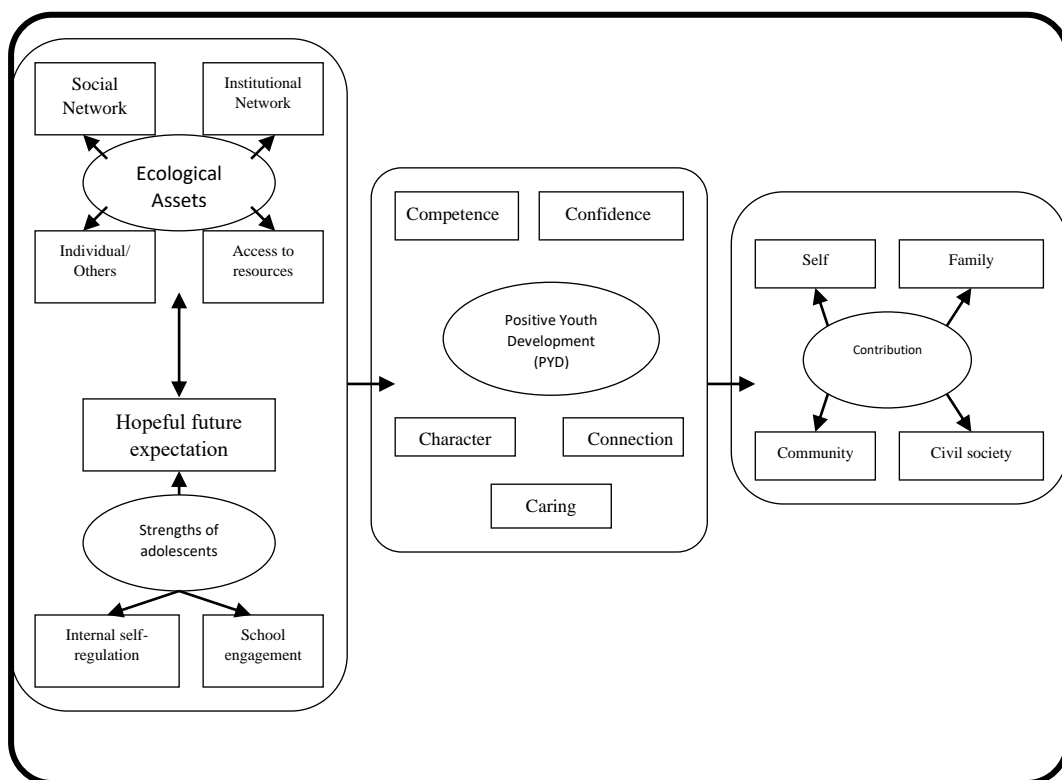 Social
Network
Institutional
Network
Ecological
Assets
Individual/
Others
Access to
resources
Hopeful future
expectation
Strengths of
adolescents
Internal self-
regulation
School
engagement
Competence
Confidence
Positive Youth
Development
(PYD)
Character
Connection
Caring
Self
Family
Contribution
Community
Civil society